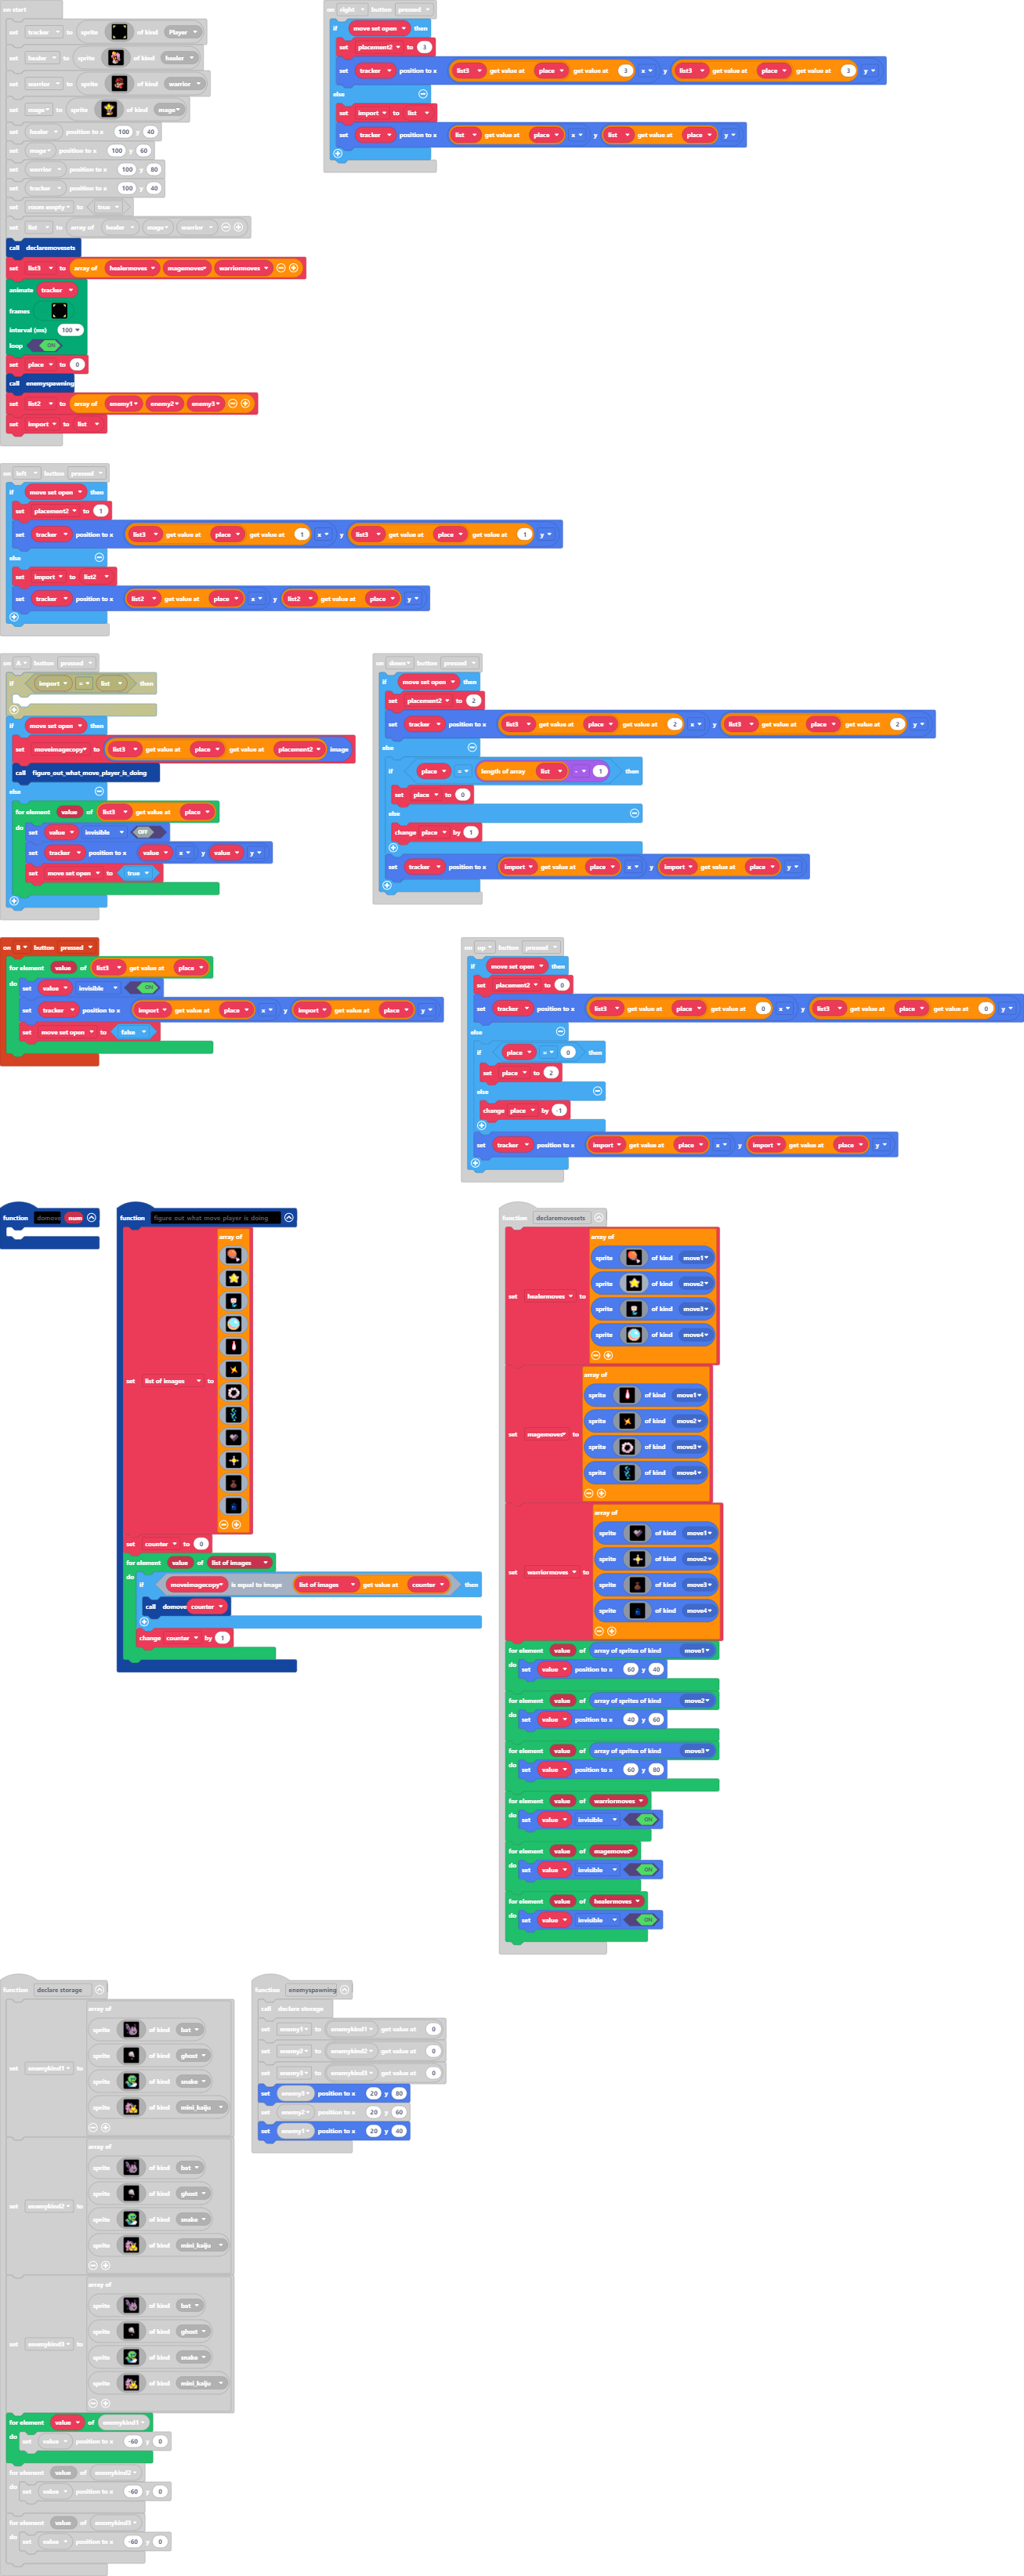 on start
set tracker to sprite of kind Player
set healer to sprite of kind healer
set warrior to sprite of kind warrior
set mage to sprite of kind mage
set healer position to x 100 y 40
set mage position to x 100 y 60
set warrior position to x 100 y 80
set tracker position to x 100 y 40
set room empty to true
set list to array of healer mage warrior
call declaremovesets
set list3 to array of healermoves magemoves warriormoves
animate tracker
frames
interval (ms) 100
loop ON
set place to 0
call enemyspawning
set list2 to array of enemy1 enemy2 enemy3
set import to list
on right button pressed
if move set open then
set placement2 to 3
set tracker position to x list3 get value at place get value at 3 x y list3 get value at place get value at 3 y
else
set import to list
set tracker position to x list get value at place x y list get value at place y
on left button pressed
if move set open then
set placement2 to 1
set tracker position to x list3 get value at place get value at 1 x y list3 get value at place get value at 1 y
else
set import to list2
set tracker position to x list2 get value at place x y list2 get value at place y
on A button pressed
if import = list then
if move set open then
set moveimagecopy to list3 get value at place get value at placement2 image
call figure_out_what_move_player_is_doing
else
for element value of list3 get value at place
do
set value invisible OFF
set tracker position to x value x y value y
set move set open to true
on down button pressed
if move set open then
set placement2 to 2
set tracker position to x list3 get value at place get value at 2 x y list3 get value at place get value at 2 y
else
if place = length of array list - 1 then
set place to 0
else
change place by 1
set tracker position to x import get value at place x y import get value at place y
on B button pressed
for element value of list3 get value at place
do
set value invisible ON
set tracker position to x import get value at place x y import get value at place y
set move set open to false
on up button pressed
if move set open then
set placement2 to 0
set tracker position to x list3 get value at place get value at 0 x y list3 get value at place get value at 0 y
else
if place = 0 then
set place to 2
else
change place by -1
set tracker position to x import get value at place x y import get value at place y
function domove num
function figure out what move player is doing
set list of images to array of
set counter to 0
for element value of list of images
do
if moveimagecopy is equal to image list of images get value at counter then
call domove counter
change counter by 1
function declaremovesets
set healermoves to array of
sprite of kind move1
sprite of kind move2
sprite of kind move3
sprite of kind move4
set magemoves to array of
sprite of kind move1
sprite of kind move2
sprite of kind move3
sprite of kind move4
set warriormoves to array of
sprite of kind move1
sprite of kind move2
sprite of kind move3
sprite of kind move4
for element value of array of sprites of kind move1
do
set value position to x 60 y 40
for element value of array of sprites of kind move2
do
set value position to x 40 y 60
for element value of array of sprites of kind move3
do
set value position to x 60 y 80
for element value of warriormoves
do
set value invisible ON
for element value of magemoves
do
set value invisible ON
for element value of healermoves
do
set value invisible ON
function declare storage
set enemykind1 to array of
sprite of kind bat
sprite of kind ghost
sprite of kind snake
sprite of kind mini_kaiju
set enemykind2 to array of
sprite of kind bat
sprite of kind ghost
sprite of kind snake
sprite of kind mini_kaiju
set enemykind3 to array of
sprite of kind bat
sprite of kind ghost
sprite of kind snake
sprite of kind mini_kaiju
for element value of enemykind1
do
set value position to x -60 y 0
for element value of enemykind2
do
set value position to x -60 y 0
for element value of enemykind3
do
set value position to x -60 y 0
function enemyspawning
call declare storage
set enemy1 to enemykind1 get value at 0
set enemy2 to enemykind2 get value at 0
set enemy3 to enemykind3 get value at 0
set enemy3 position to x 20 y 80
set enemy2 position to x 20 y 60
set enemy1 position to x 20 y 40